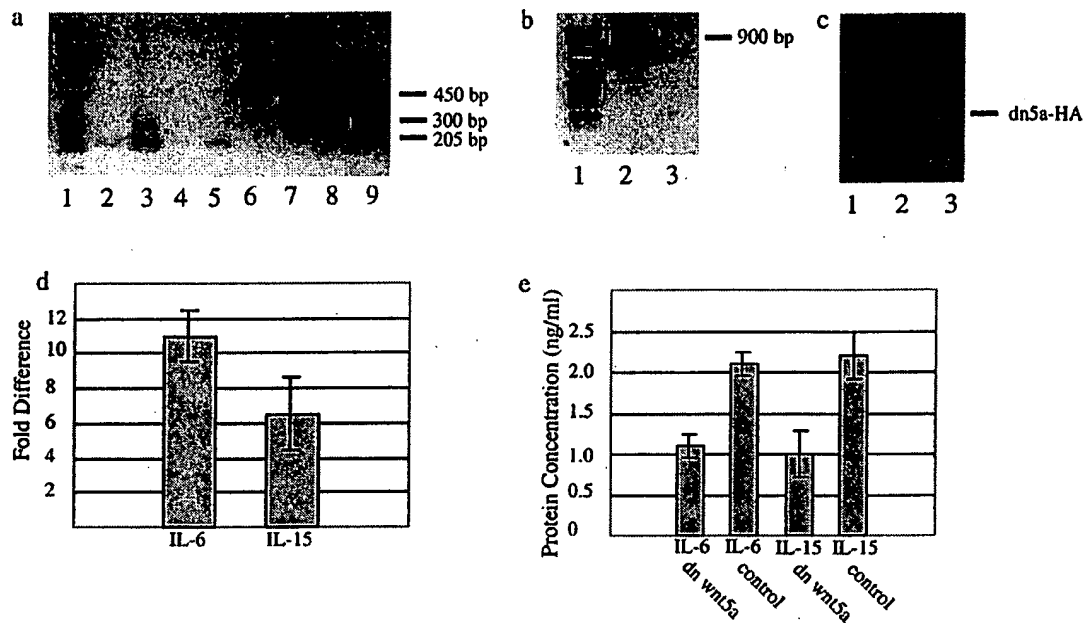 a
450 bp
300 bp
205 bp
1 2 3 4 5 6 7 8 9
b
900 bp
1 2 3
c
dn5a-HA
1 2 3
d
Fold Difference
12
10
8
6
4
2
IL-6 IL-15
e
Protein Concentration (ng/ml)
2.5
2.0
1.5
1.0
0.5
0
IL-6 IL-6 IL-15 IL-15
dn wnt5a control dn wnt5a control